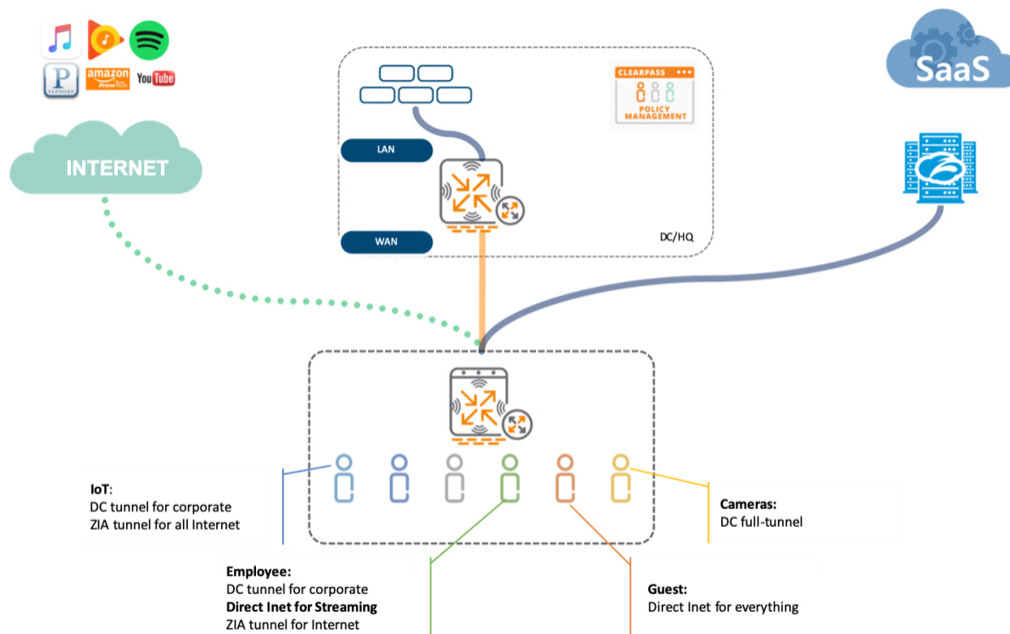 P
PANDORA
amazon
PrimeMusic
YouTube
INTERNET
CLEARPASS
POLICY
MANAGEMENT
LAN
WAN
DC/HQ
SaaS
IoT:
DC tunnel for corporate
ZIA tunnel for all Internet
Employee:
DC tunnel for corporate
Direct Inet for Streaming
ZIA tunnel for Internet
Guest:
Direct Inet for everything
Cameras:
DC full-tunnel